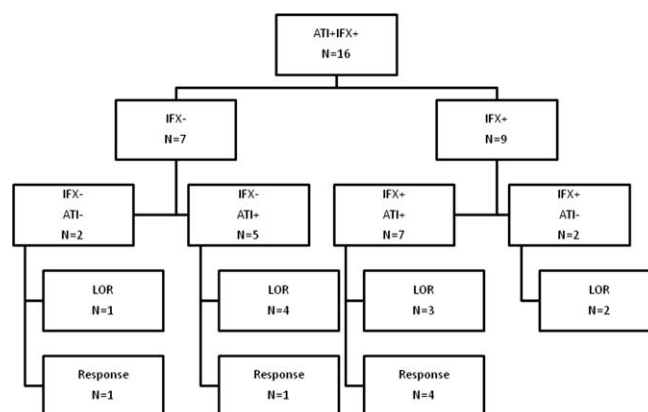 ATI+IFX+
N=16
IFX-
N=7
IFX+
N=9
IFX-
ATI-
N=2
IFX-
ATI+
N=5
IFX+
ATI+
N=7
IFX+
ATI-
N=2
LOR
N=1
LOR
N=4
LOR
N=3
LOR
N=2
Response
N=1
Response
N=1
Response
N=4